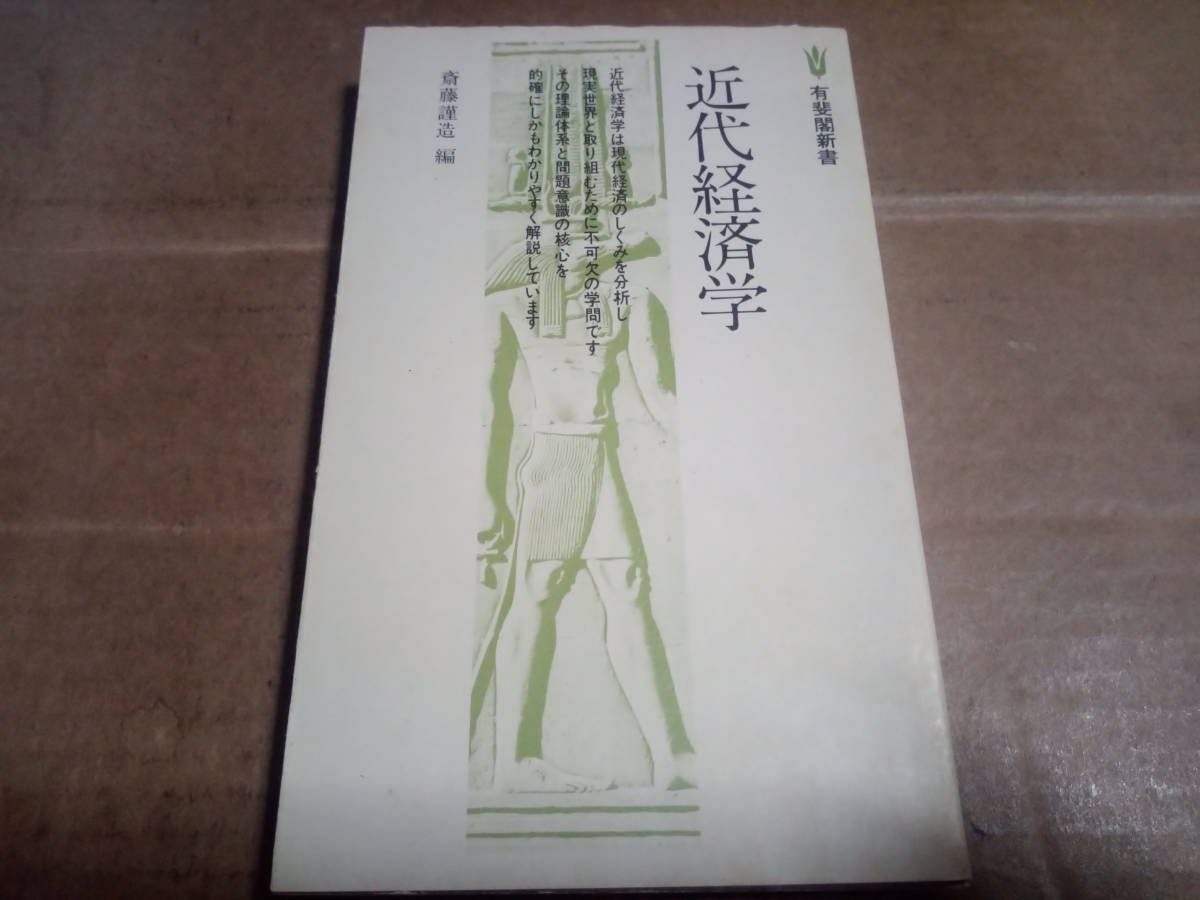 有斐閣新書
近代経済学
近代経済学は現代経済のしくみを分析し
現実世界と取り組むために不可欠の学問です
その理論体系と問題意識の核心を
的確にしかもわかりやすく解説しています
斎藤謹造 編